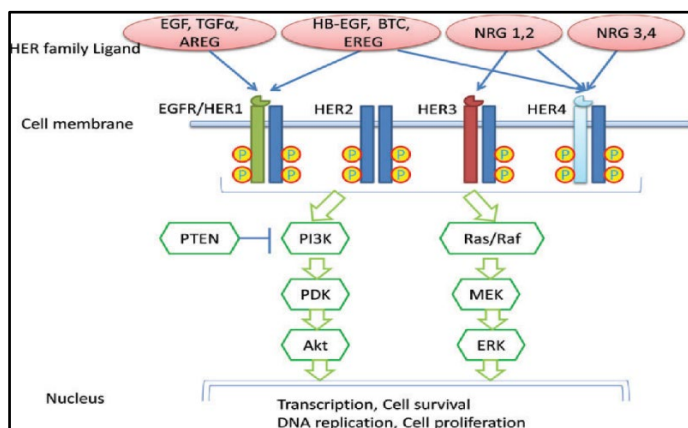 EGF, TGFα,
AREG
HB-EGF, BTC,
EREG
NRG 1,2
NRG 3,4
HER family Ligand
EGFR/HER1
HER2
HER3
HER4
Cell membrane
P P P P P P P
P P P P P P P
PTEN
PI3K
Ras/Raf
PDK
MEK
Akt
ERK
Nucleus
Transcription, Cell survival
DNA replication, Cell proliferation